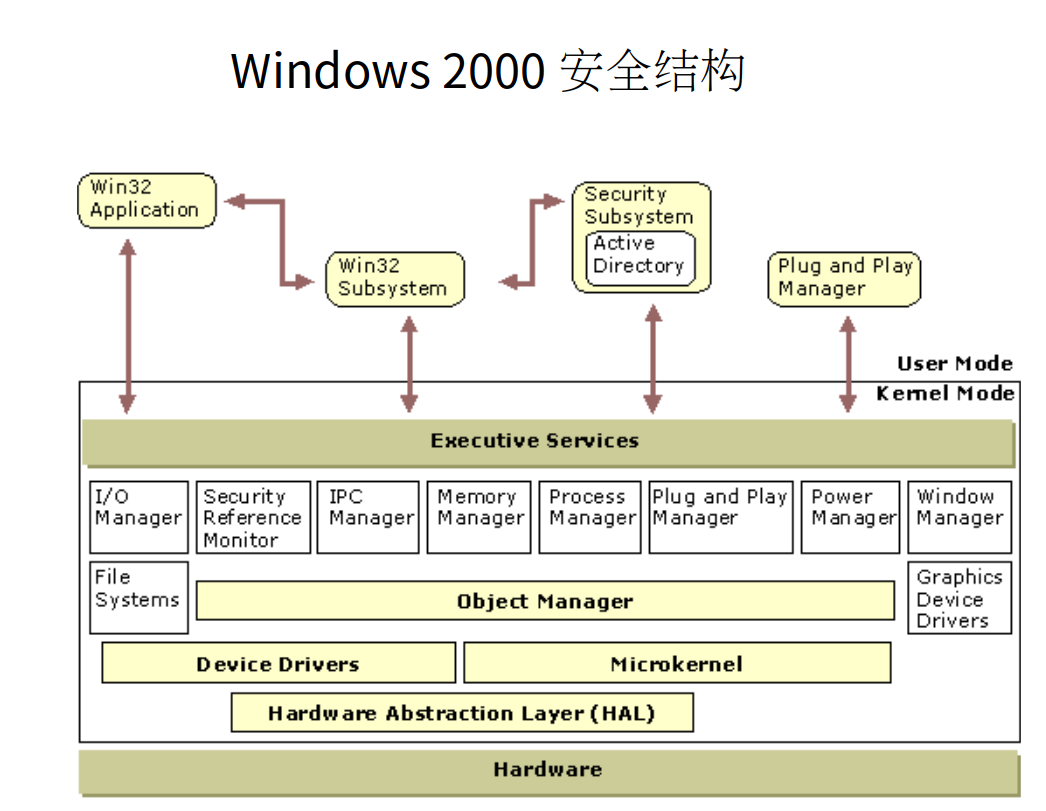 Windows 2000 安全结构
Win32
Application
Win32
Subsystem
Security
Subsystem
Active
Directory
Plug and Play
Manager
User Mode
Kernel Mode
Executive Services
I/O
Manager
Security
Reference
Monitor
IPC
Manager
Memory
Manager
Process
Manager
Plug and Play
Manager
Power
Manager
Window
Manager
File
Systems
Object Manager
Graphics
Device
Drivers
Device Drivers
Microkernel
Hardware Abstraction Layer (HAL)
Hardware